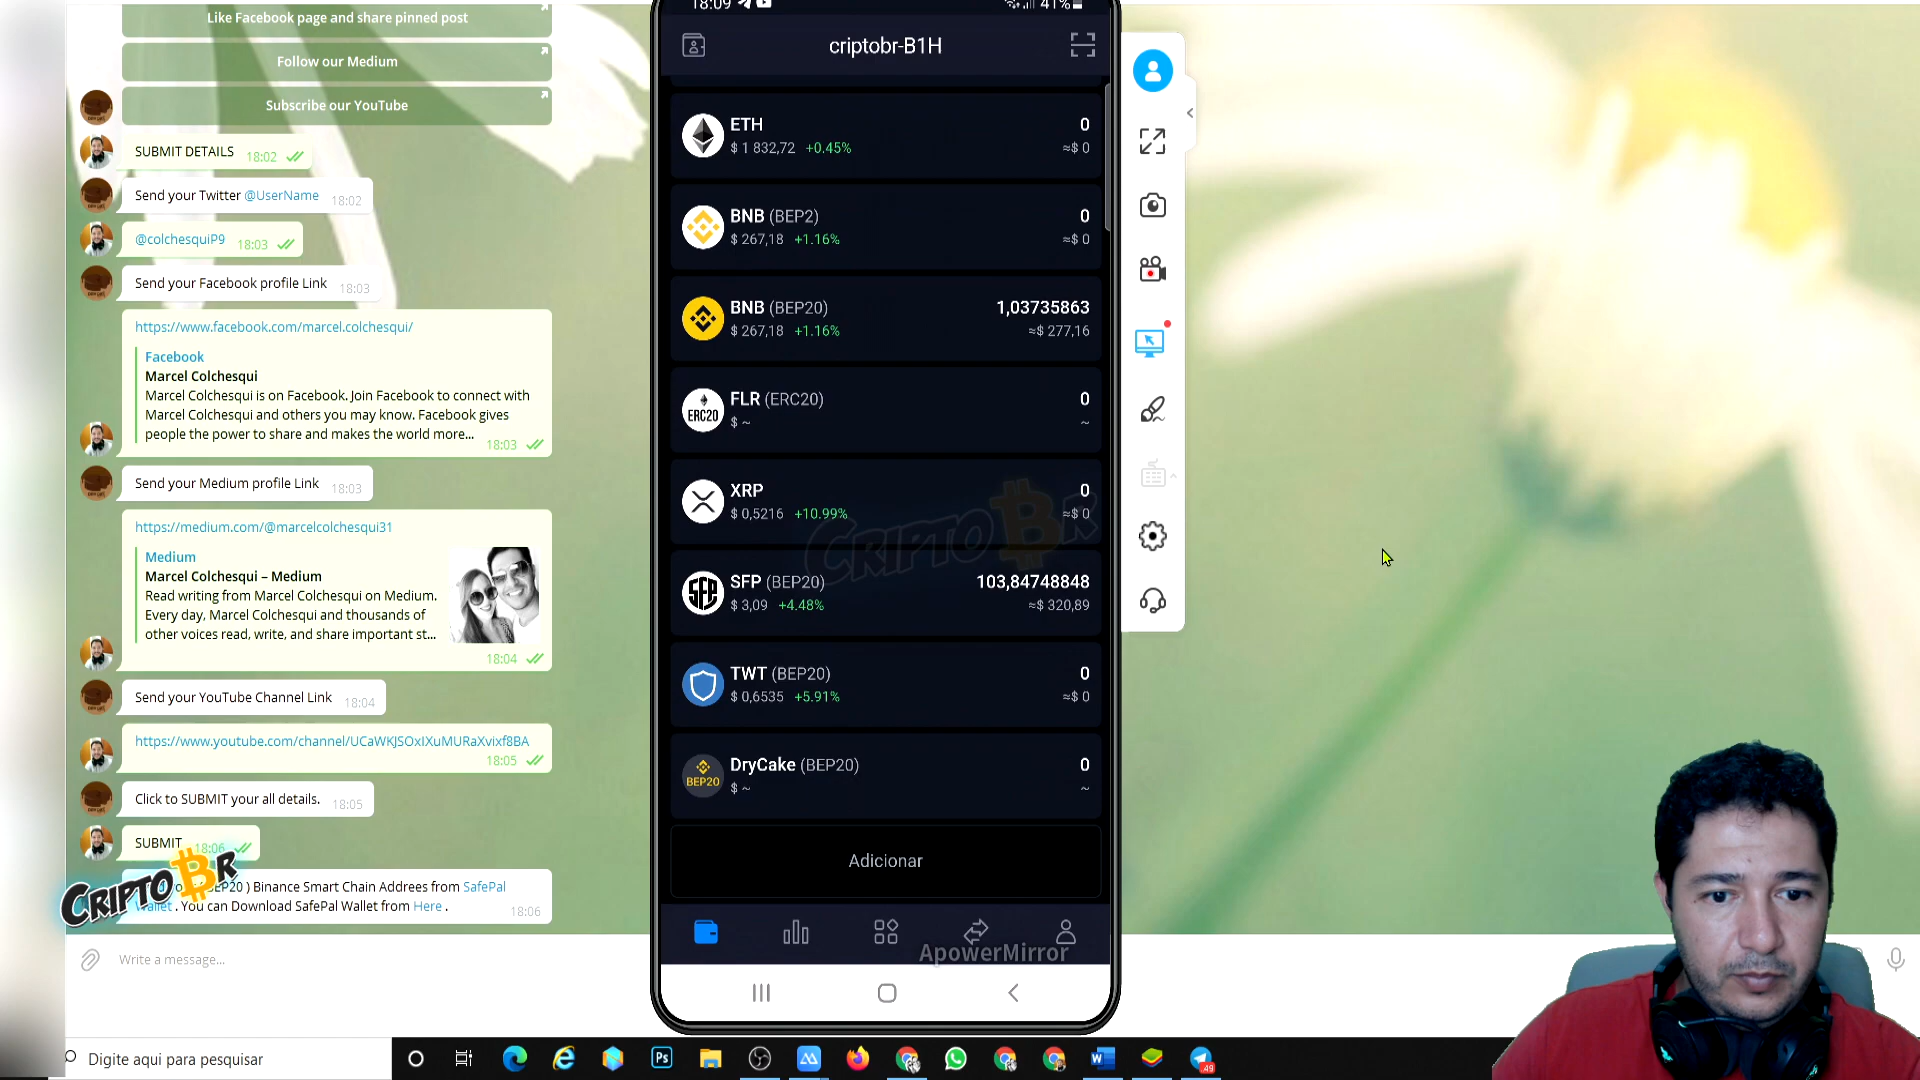 Like Facebook page and share pinned post
Follow our Medium
Subscribe our YouTube
SUBMIT DETAILS 18:02
Send your Twitter @UserName 18:02
@colchesquiP9 18:03
Send your Facebook profile Link 18:03
https://www.facebook.com/marcel.colchesqui/
Facebook
Marcel Colchesqui
Marcel Colchesqui is on Facebook. Join Facebook to connect with
Marcel Colchesqui and others you may know. Facebook gives
people the power to share and makes the world more... 18:03
Send your Medium profile Link 18:03
https://medium.com/@marcelcolchesqui31
Medium
Marcel Colchesqui – Medium
Read writing from Marcel Colchesqui on Medium.
Every day, Marcel Colchesqui and thousands of
other voices read, write, and share important st...
18:04
Send your YouTube Channel Link 18:04
https://www.youtube.com/channel/UCaWKJSOxIXuMURaXvixf8BA
18:05
Click to SUBMIT your all details. 18:05
SUBMIT 18:06
EP20 ) Binance Smart Chain Addrees from SafePal
Wallet . You can Download SafePal Wallet from Here . 18:06
CRIPTOBR
Write a message...
18:09 41%
criptobr-B1H
ETH 0
$ 1 832,72 +0.45% ≈$ 0
BNB (BEP2) 0
$ 267,18 +1.16% ≈$ 0
BNB (BEP20) 1,03735863
$ 267,18 +1.16% ≈$ 277,16
FLR (ERC20) 0
ERC20
$ ~ ~
XRP 0
$ 0,5216 +10.99% ≈$ 0
CRIPTOBR
SFP (BEP20) 103,84748848
$ 3,09 +4.48% ≈$ 320,89
TWT (BEP20) 0
$ 0,6535 +5.91% ≈$ 0
DryCake (BEP20) 0
BEP20
$ ~ ~
Adicionar
ApowerMirror
Digite aqui para pesquisar
Ps
49